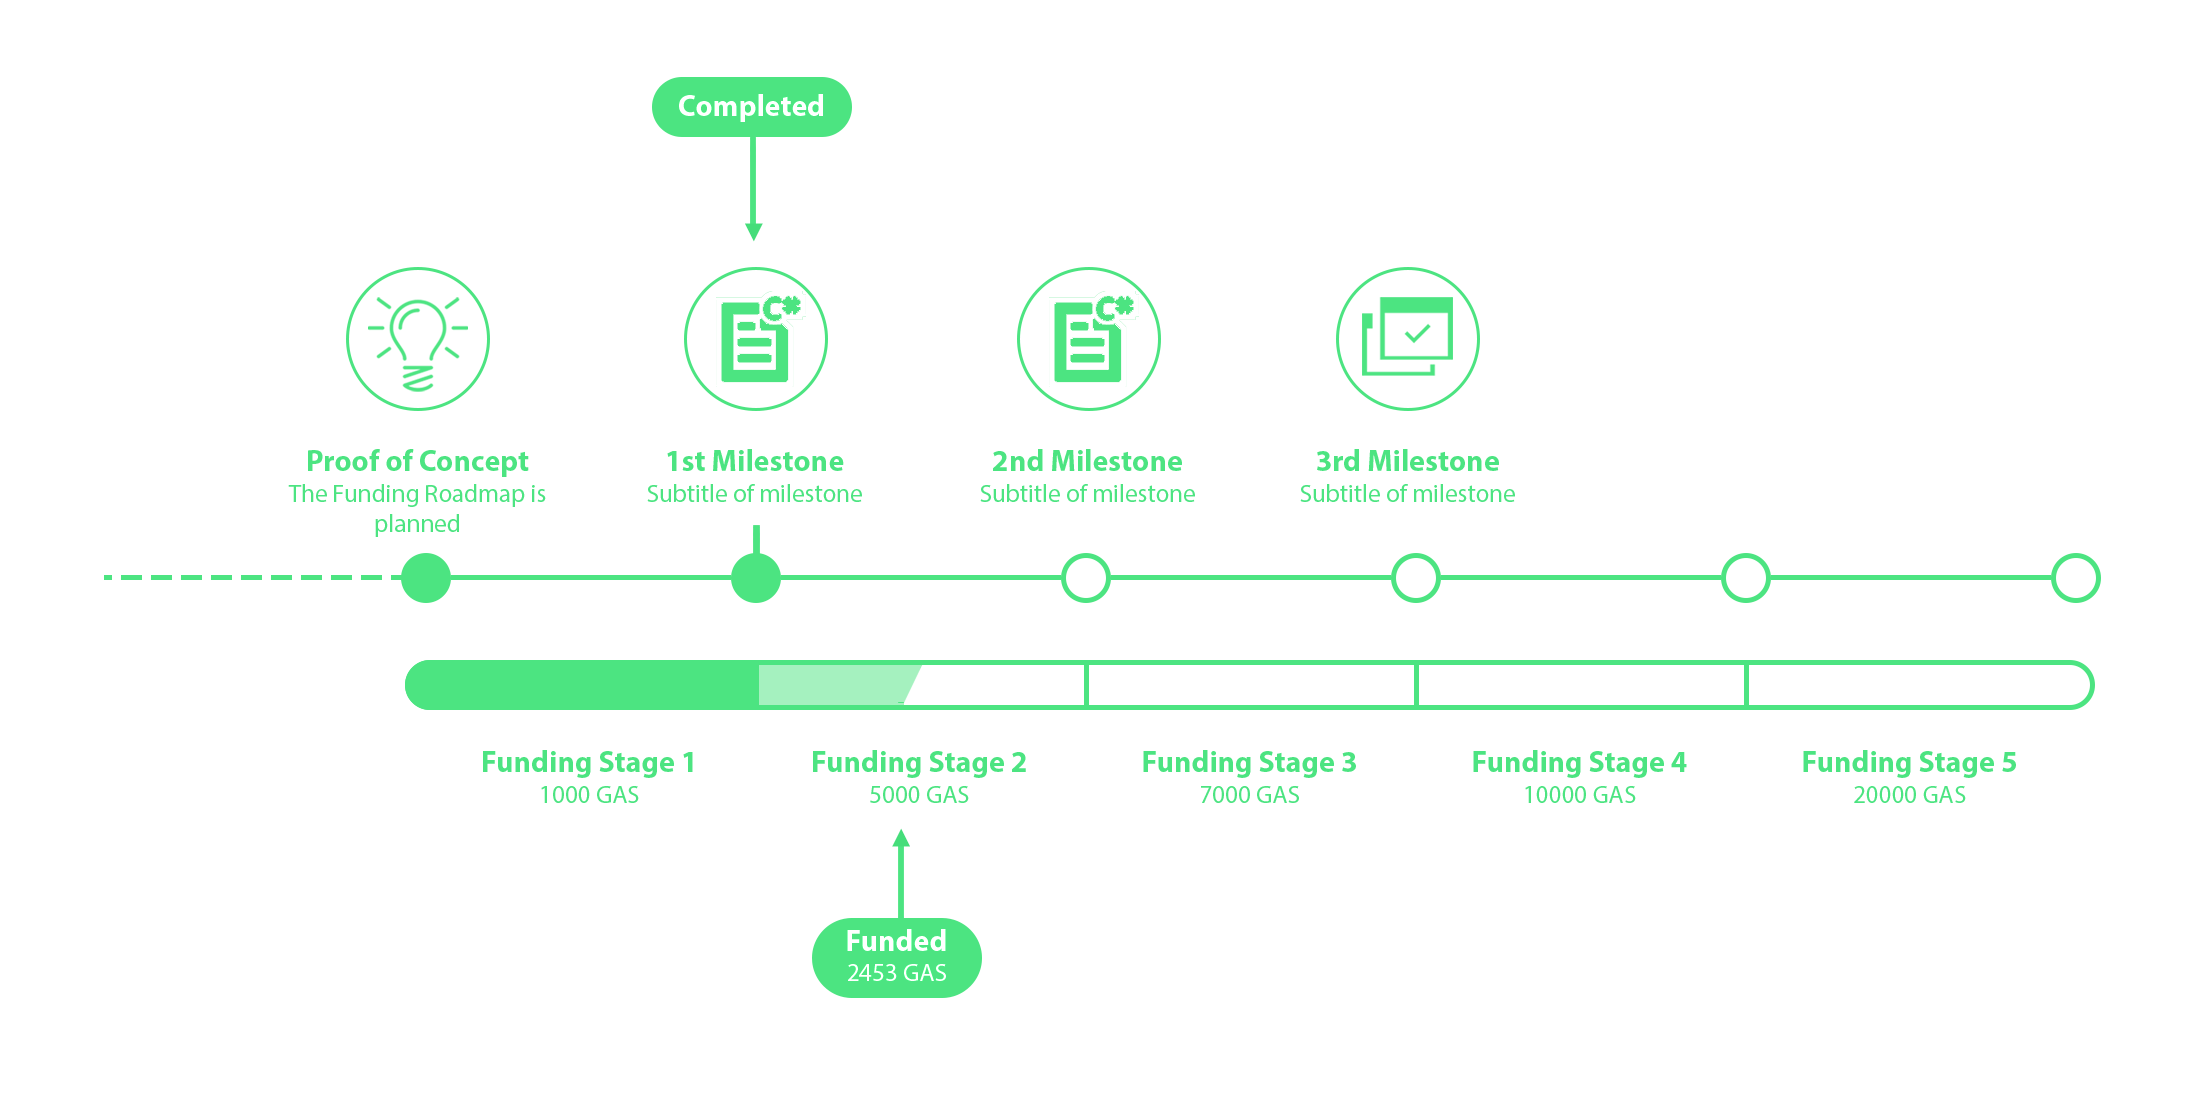 Completed
C#
C#
Proof of Concept
The Funding Roadmap is
planned
1st Milestone
Subtitle of milestone
2nd Milestone
Subtitle of milestone
3rd Milestone
Subtitle of milestone
Funding Stage 1
1000 GAS
Funding Stage 2
5000 GAS
Funding Stage 3
7000 GAS
Funding Stage 4
10000 GAS
Funding Stage 5
20000 GAS
Funded
2453 GAS